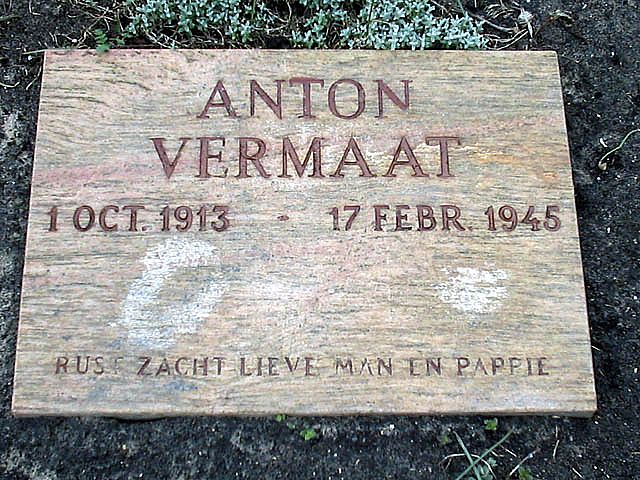 ANTON
VERMAAT
1 OCT. 1913 - 17 FEBR. 1945
RUST ZACHT LIEVE MAN EN PAPPIE